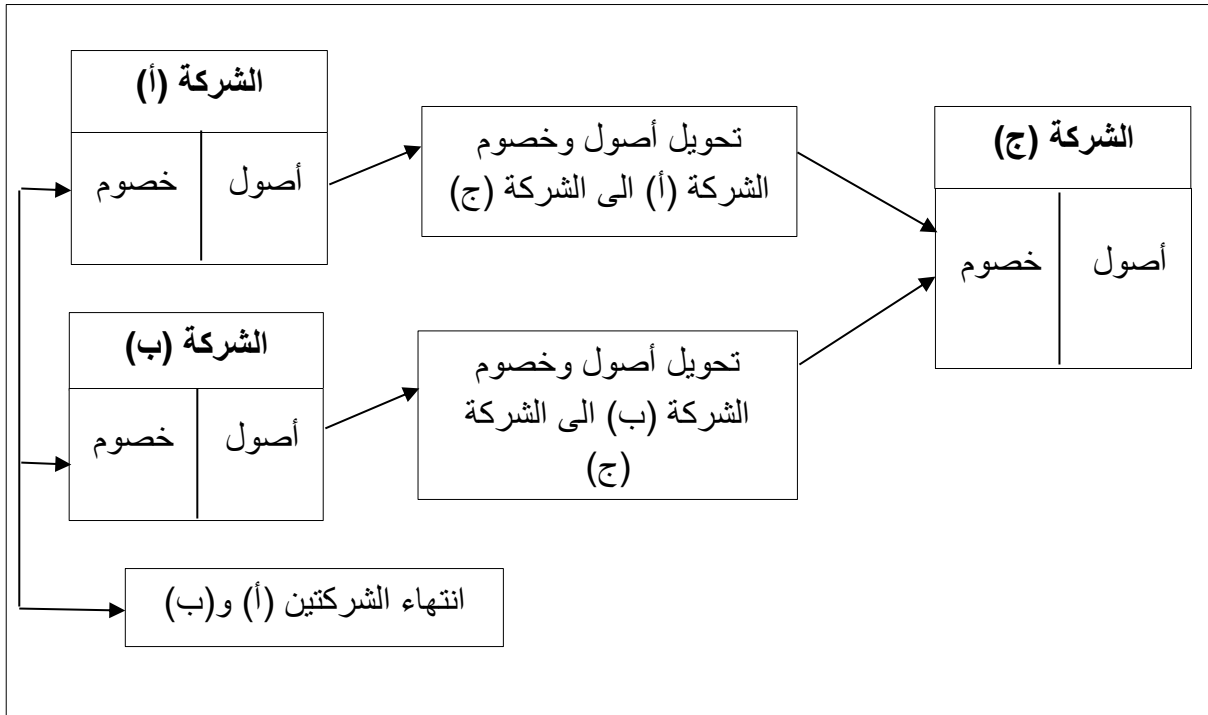 الشركة (أ)
أصول
خصوم
تحويل أصول وخصوم
الشركة (أ) الى الشركة (ج)
الشركة (ج)
أصول
خصوم
الشركة (ب)
أصول
خصوم
تحويل أصول وخصوم
الشركة (ب) الى الشركة
(ج)
انتهاء الشركتين (أ) و(ب)